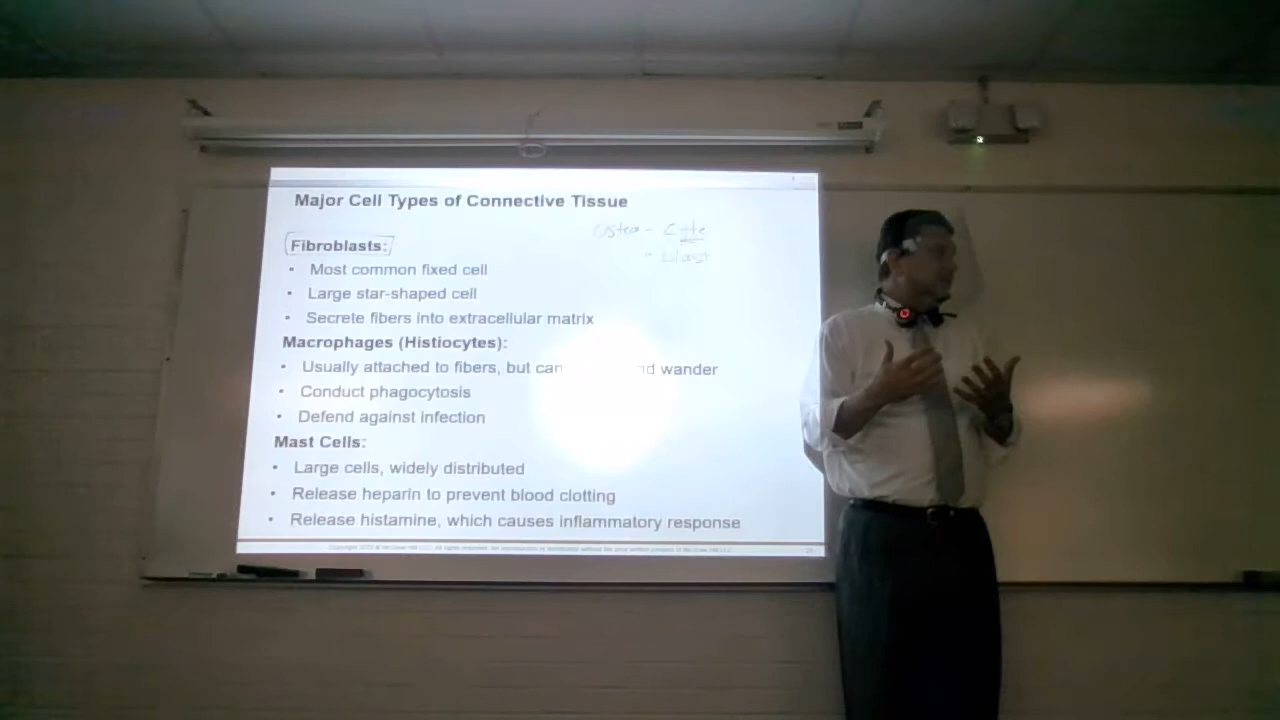 Major Cell Types of Connective Tissue
Osteo - Cyte
- blast
Fibroblasts:
• Most common fixed cell
• Large star-shaped cell
• Secrete fibers into extracellular matrix
Macrophages (Histiocytes):
• Usually attached to fibers, but can wander
• Conduct phagocytosis
• Defend against infection
Mast Cells:
• Large cells, widely distributed
• Release heparin to prevent blood clotting
• Release histamine, which causes inflammatory response